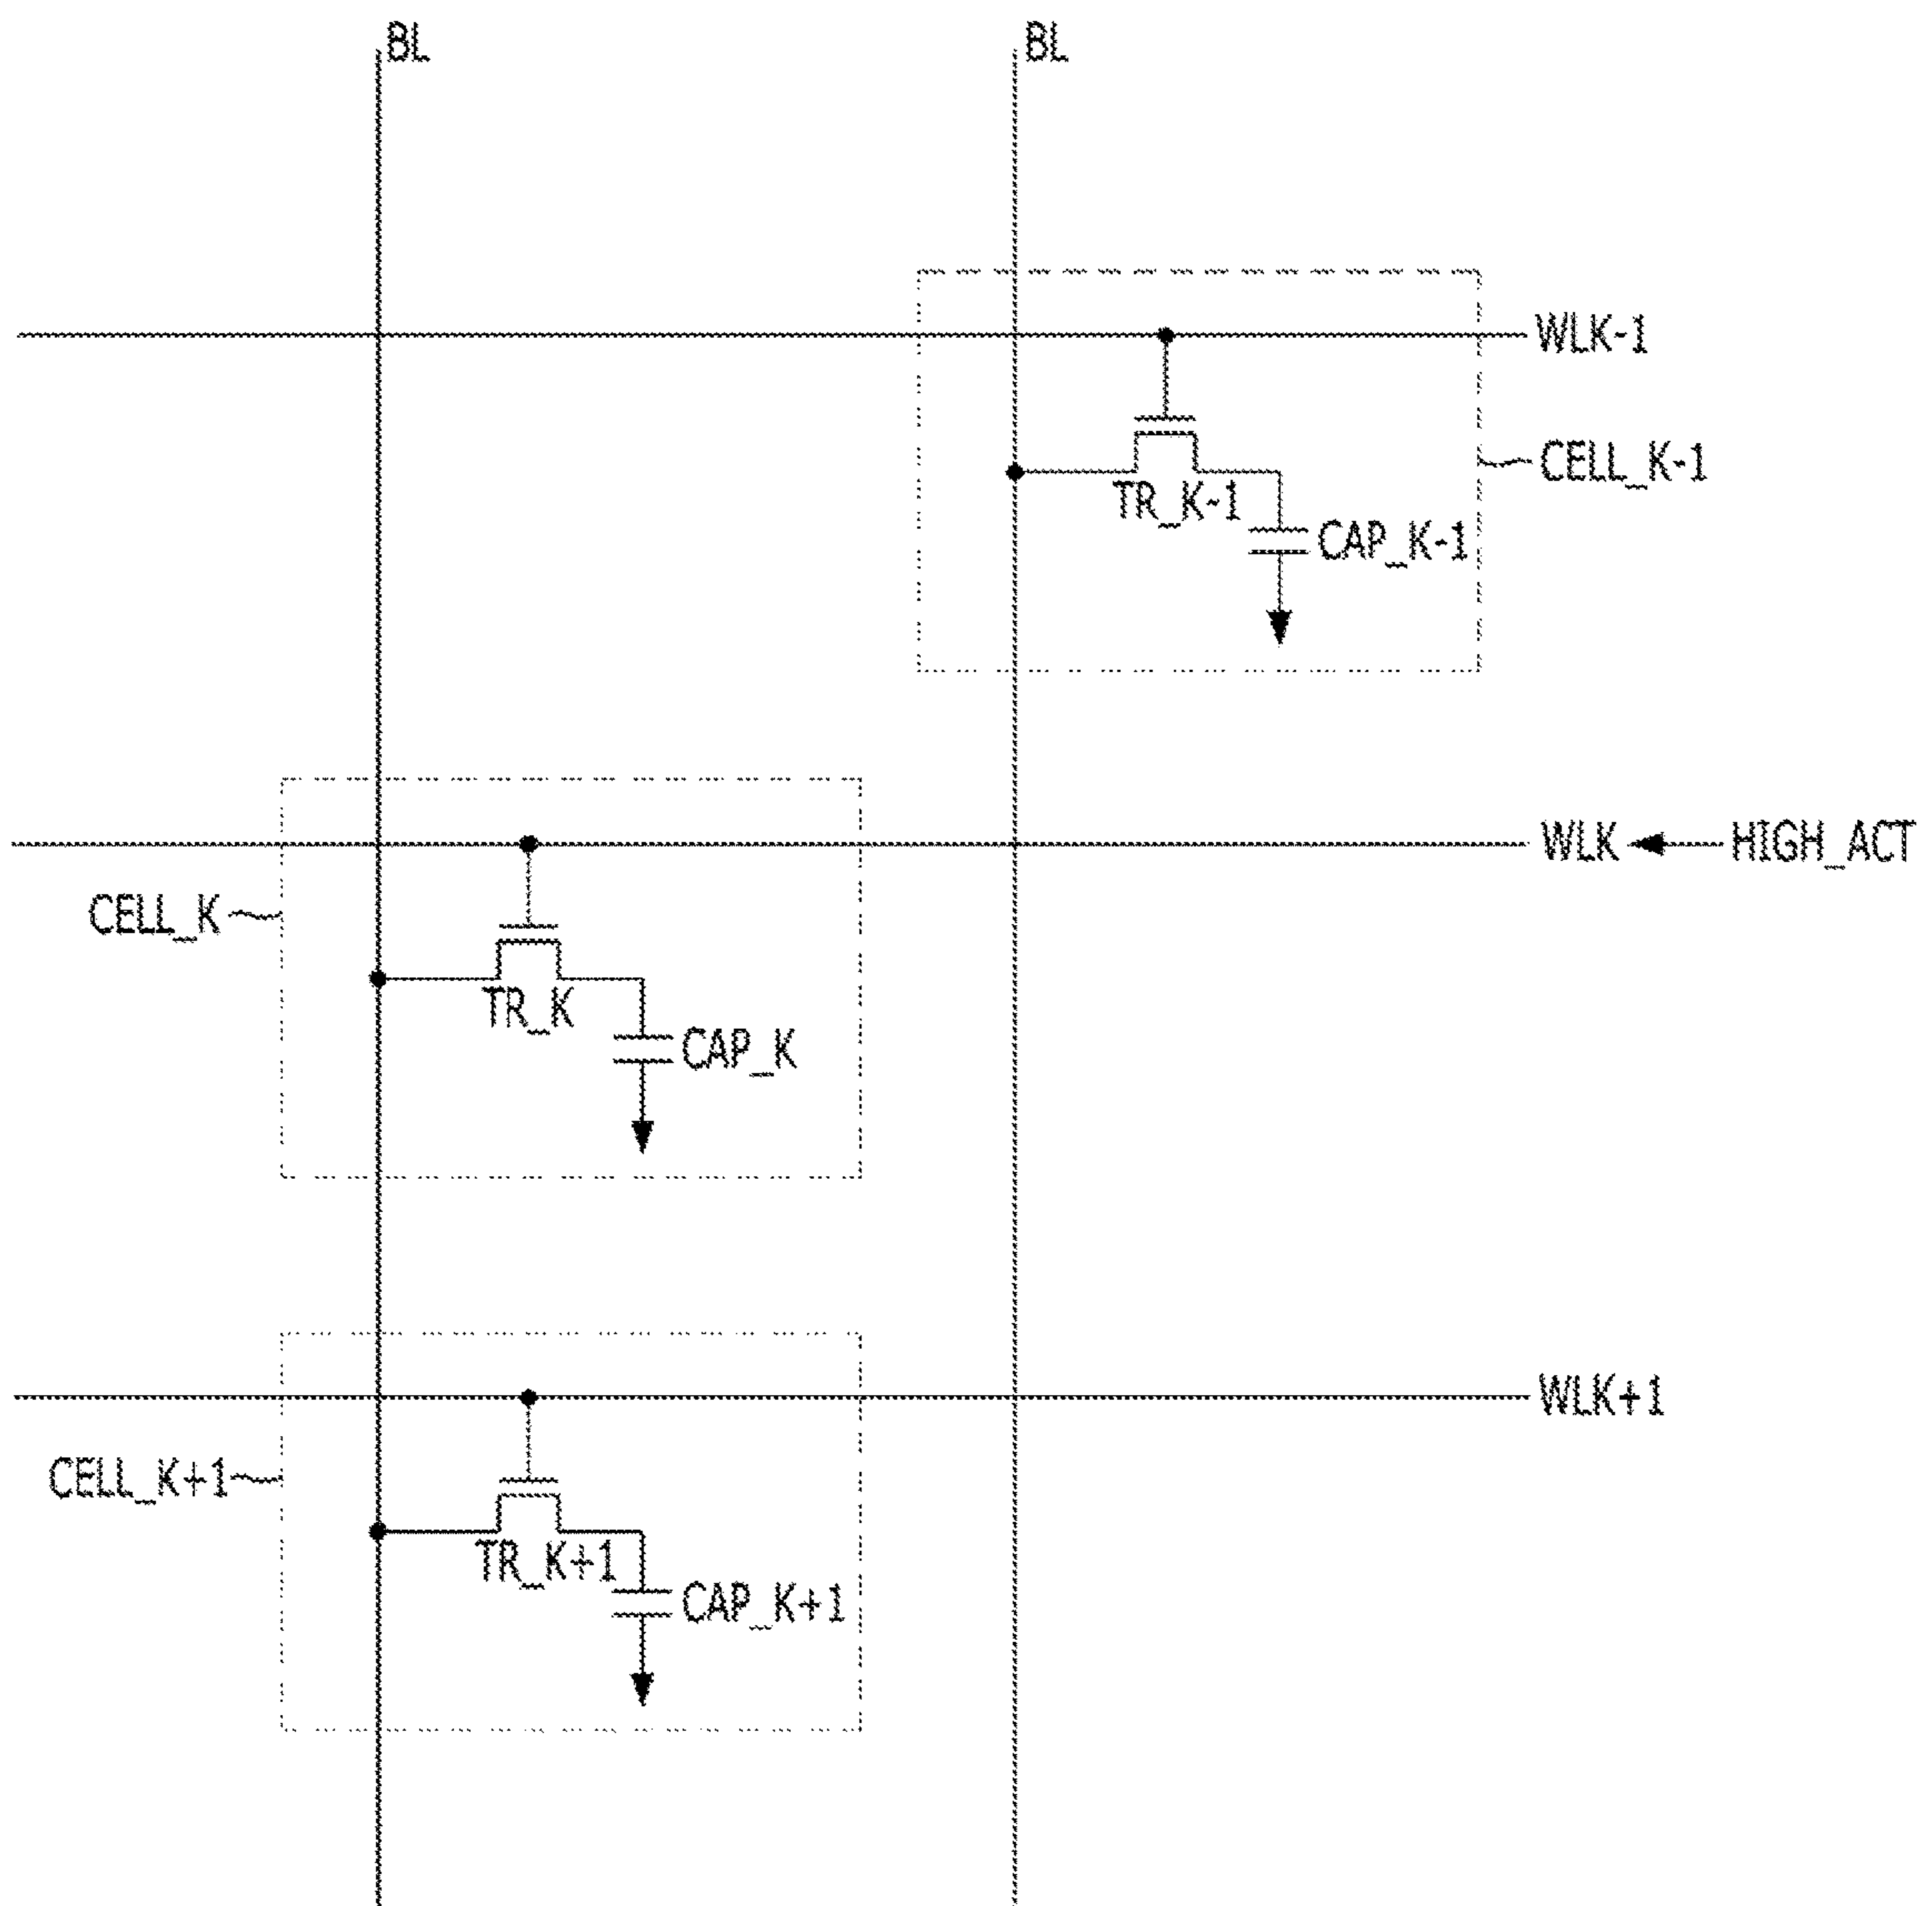 BL
BL
WLK-1
CELL_K-1
TR_K-1
CAP_K-1
WLK
HIGH_ACT
CELL_K
TR_K
CAP_K
WLK+1
CELL_K+1
TR_K+1
CAP_K+1